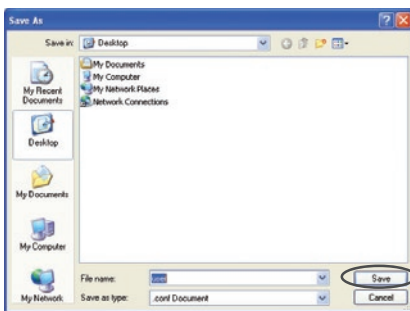 Save As
Save in: Desktop
My Documents
My Computer
My Network Places
Network Connections
My Recent
Documents
Desktop
My Documents
My Computer
My Network
File name: user Save
Save as type: .conf Document Cancel